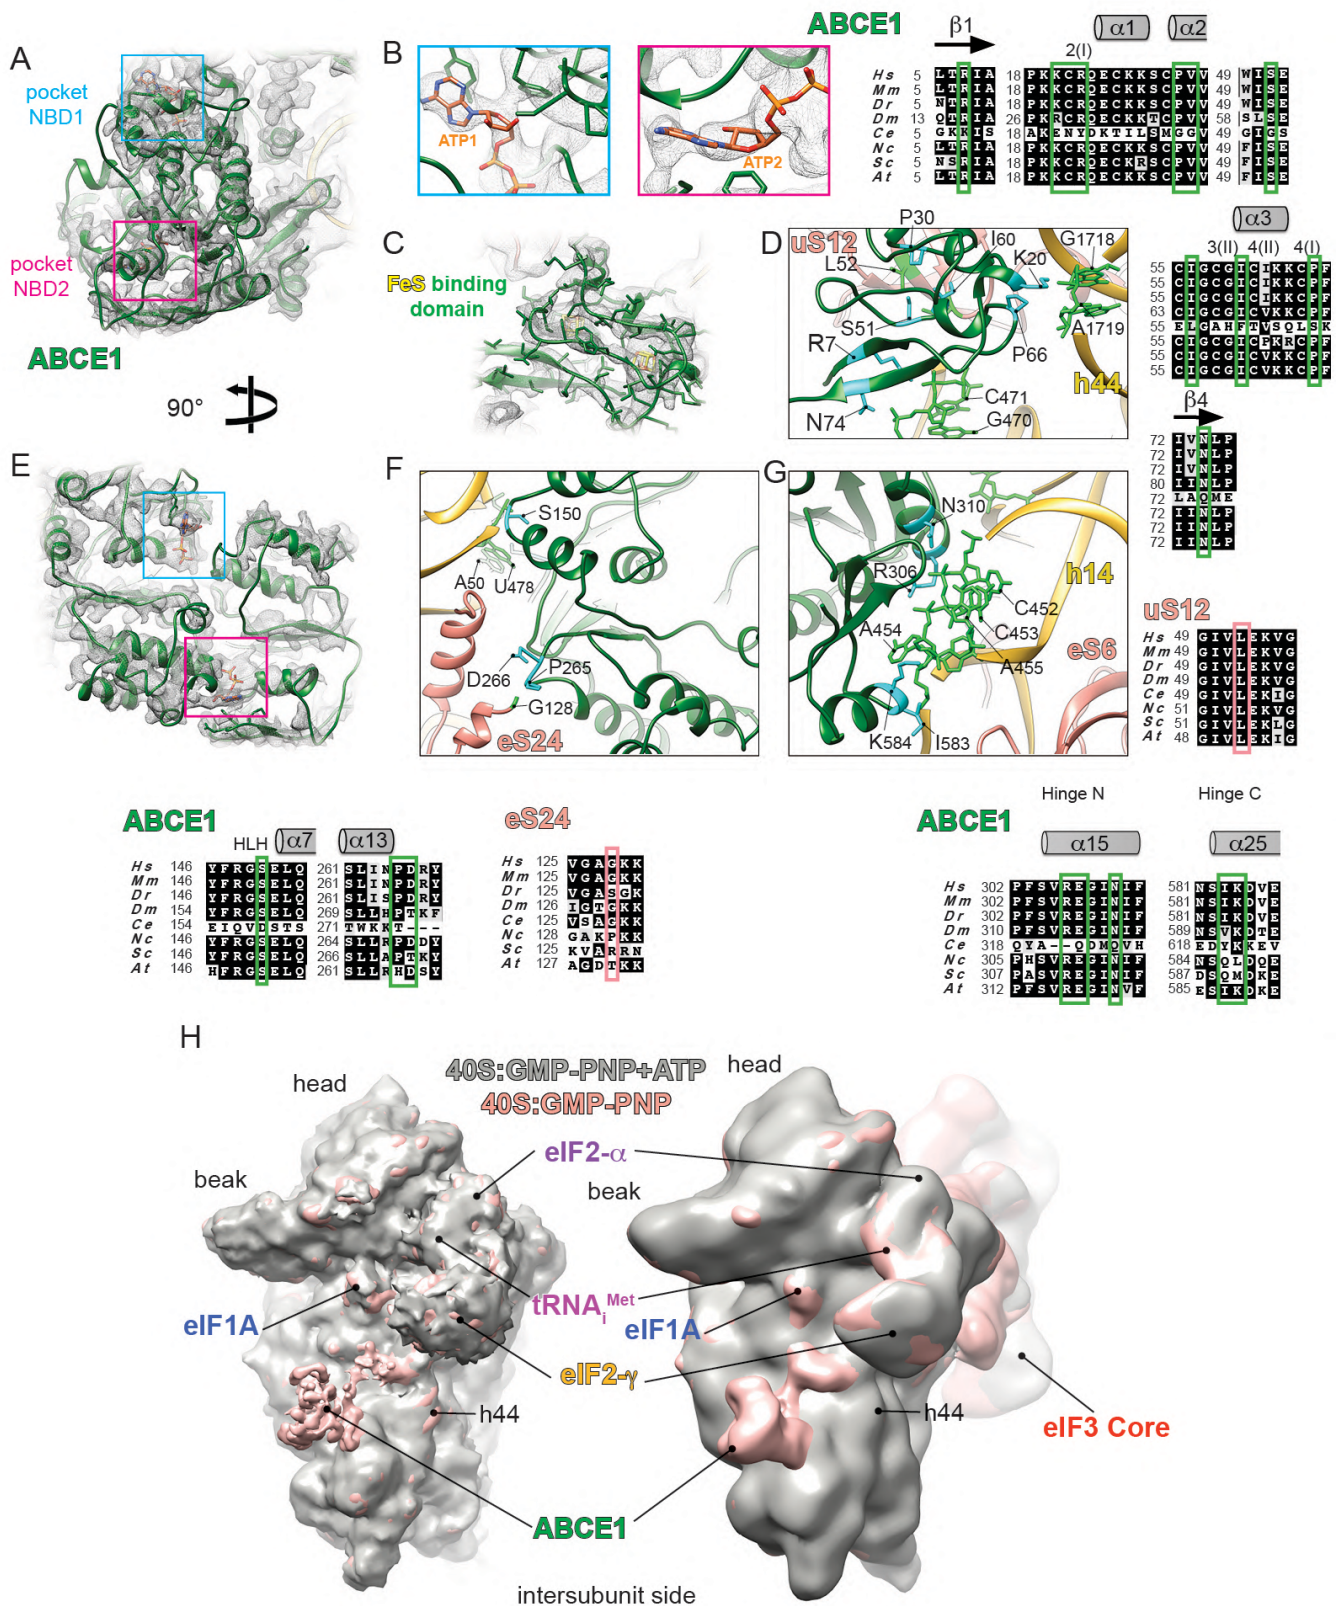 A
pocket
NBD1
pocket
NBD2
ABCE1
90°
B
ATP1
ATP2
ABCE1
β1
2(I)
α1
α2
Hs 5 LTRIA 18 PKKCRQECKKSCPVV 49 WISE
Mm 5 LTRIA 18 PKKCRQECKKSCPVV 49 WISE
Dr 5 NTRIA 18 PKKCRQECKKSCPVV 49 WISE
Dm 13 QTRIA 26 PKRCRQECKKTCPVV 58 SLSE
Ce 5 GKKIS 18 AKENYDKTILSMGGV 49 GIGS
Nc 5 LTRIA 18 PKKCRQECKKSCPVV 49 FISE
Sc 5 NSRIA 18 PKKCRQECKRSCPVV 49 FISE
At 5 LTRIA 18 PKKCRQECKKSCPVV 49 FISE
C
FeS binding
domain
D
uS12
P30
L52
I60
K20
G1718
S51
A1719
R7
P66
h44
C471
N74
G470
α3
3(II) 4(II) 4(I)
55 CIGCGICIKKCPF
55 CIGCGICIKKCPF
55 CIGCGICIKKCPF
63 CIGCGICVKKCPF
55 ELGAHFTVSQLSK
55 CIGCGICPKRCPF
55 CIGCGICVKKCPF
55 CIGCGICVKKCPF
β4
72 IVNLP
72 IVNLP
72 IVNLP
80 IANLP
72 LAQME
72 IINLP
72 IINLP
72 IINLP
E
F
S150
A50
U478
D266
P265
G128
eS24
G
N310
R306
h14
C452
A454
C453
A455
eS6
K584
I583
uS12
Hs 49 GIVLEKVG
Mm 49 GIVLEKVG
Dr 49 GIVLEKVG
Dm 49 GIVLEKVG
Ce 49 GIVLEKIG
Nc 51 GIVLEKVG
Sc 51 GIVLEKLG
At 48 GIVLEKIG
ABCE1
HLH
α7
α13
Hs 146 YFRGSELQ 261 SLINPDRY
Mm 146 YFRGSELQ 261 SLINPDRY
Dr 146 YFRGSELQ 261 SLISPDRY
Dm 154 YFRGSELQ 269 SLLHPTKF
Ce 154 EIQVDSTS 271 TWKKT---
Nc 146 YFRGSELQ 264 SLLRPDDY
Sc 146 YFRGSELQ 266 SLLAPTKY
At 146 HFRGSELQ 261 SLLRHDSY
eS24
Hs 125 VGAGKK
Mm 125 VGAGKK
Dr 125 VGASGK
Dm 126 IGTGKK
Ce 125 VSAGKK
Nc 128 GAKPKK
Sc 125 KVARRN
At 127 AGDTKK
Hinge N
Hinge C
ABCE1
α15
α25
Hs 302 PFSVREGINIF 581 NSIKDVE
Mm 302 PFSVREGINIF 581 NSIKDVE
Dr 302 PFSVREGINIF 581 NSIKDVE
Dm 310 PFSVREGINIF 589 NSVKDTE
Ce 318 QYA--QDMQVH 618 EDYKKEV
Nc 305 PHSVREGINIF 584 NSQLDQE
Sc 307 PASVREGINIF 587 DSQMDKE
At 312 PFSVREGINVF 585 ESIKDKE
H
40S:GMP-PNP+ATP
40S:GMP-PNP
head
head
beak
beak
eIF2-α
tRNAiMet
eIF1A
eIF1A
eIF2-γ
h44
h44
eIF3 Core
ABCE1
intersubunit side